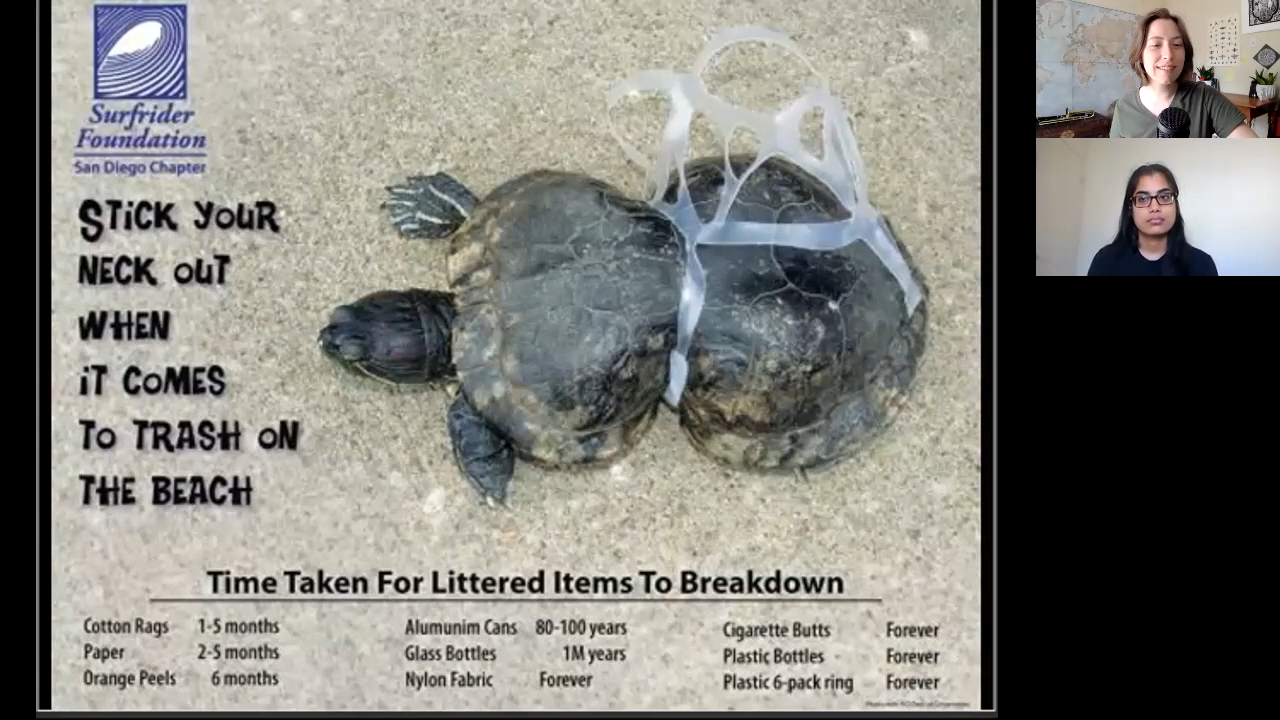 Surfrider
Foundation
San Diego Chapter
STiCK YOUR
NECK OUT
WHEN
iT COMES
TO TRASH ON
THE BEACH
Time Taken For Littered Items To Breakdown
Cotton Rags 1-5 months
Paper 2-5 months
Orange Peels 6 months
Alumunim Cans 80-100 years
Glass Bottles 1M years
Nylon Fabric Forever
Cigarette Butts Forever
Plastic Bottles Forever
Plastic 6-pack ring Forever